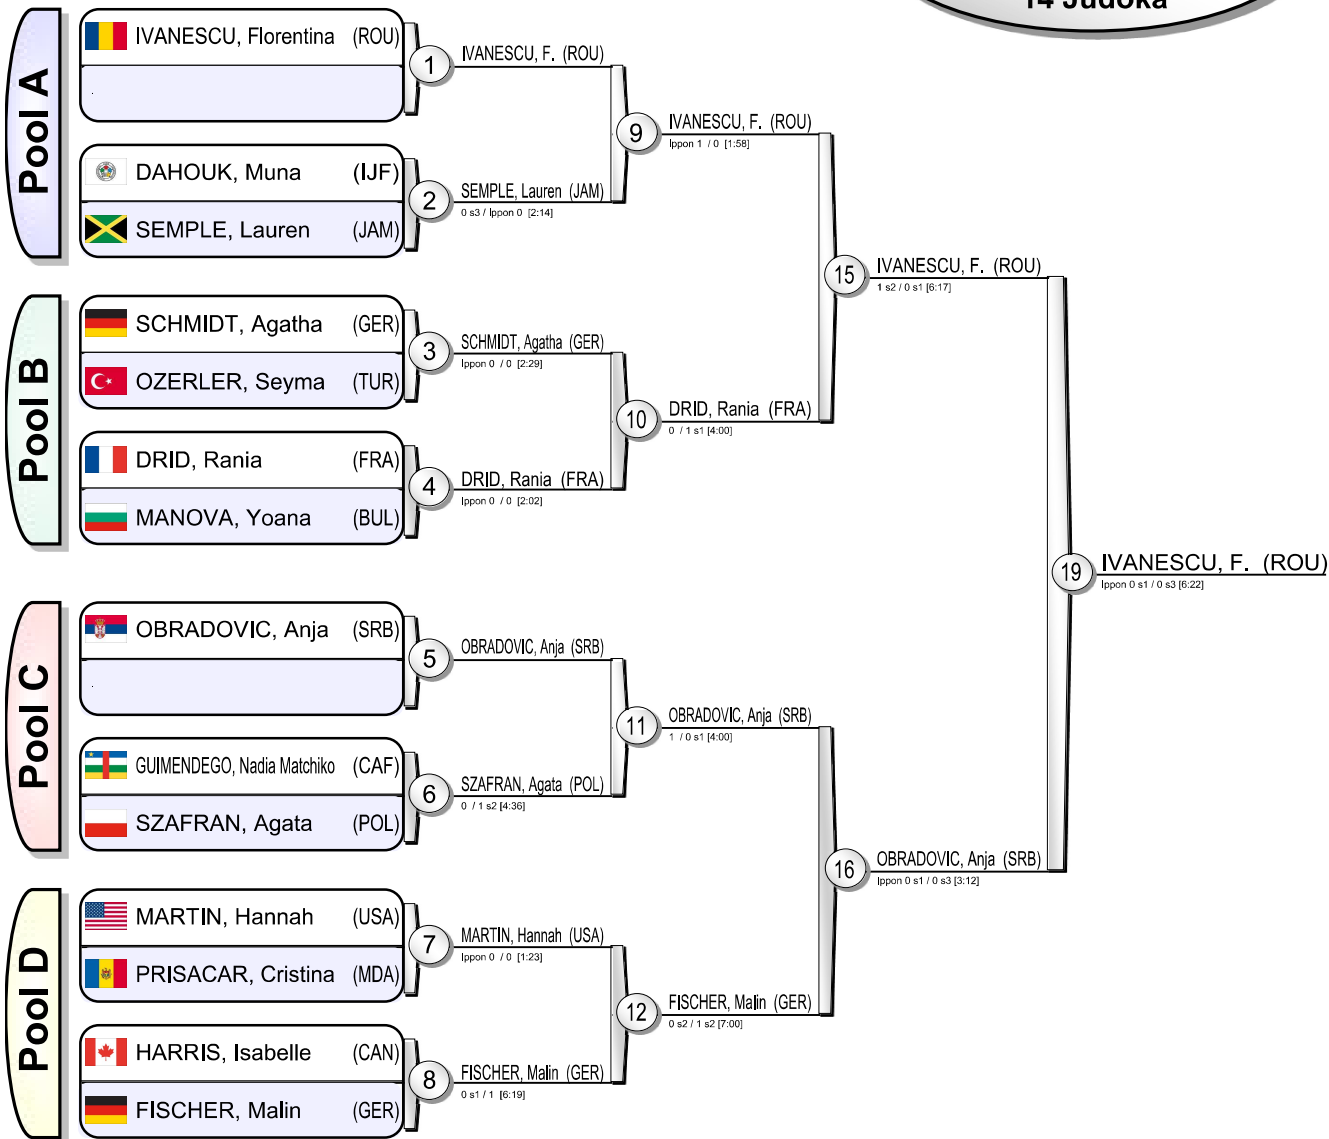 14 Judoka
Pool A
IVANESCU, Florentina (ROU)
.
DAHOUK, Muna (IJF)
SEMPLE, Lauren (JAM)
Pool B
SCHMIDT, Agatha (GER)
OZERLER, Seyma (TUR)
DRID, Rania (FRA)
MANOVA, Yoana (BUL)
Pool C
OBRADOVIC, Anja (SRB)
.
GUIMENDEGO, Nadia Matchiko (CAF)
SZAFRAN, Agata (POL)
Pool D
MARTIN, Hannah (USA)
PRISACAR, Cristina (MDA)
HARRIS, Isabelle (CAN)
FISCHER, Malin (GER)
1 IVANESCU, F. (ROU)
2 SEMPLE, Lauren (JAM)
0 s3 / Ippon 0 [2:14]
3 SCHMIDT, Agatha (GER)
Ippon 0 / 0 [2:29]
4 DRID, Rania (FRA)
Ippon 0 / 0 [2:02]
5 OBRADOVIC, Anja (SRB)
6 SZAFRAN, Agata (POL)
0 / 1 s2 [4:36]
7 MARTIN, Hannah (USA)
Ippon 0 / 0 [1:23]
8 FISCHER, Malin (GER)
0 s1 / 1 [6:19]
9 IVANESCU, F. (ROU)
Ippon 1 / 0 [1:58]
10 DRID, Rania (FRA)
0 / 1 s1 [4:00]
11 OBRADOVIC, Anja (SRB)
1 / 0 s1 [4:00]
12 FISCHER, Malin (GER)
0 s2 / 1 s2 [7:00]
15 IVANESCU, F. (ROU)
1 s2 / 0 s1 [6:17]
16 OBRADOVIC, Anja (SRB)
Ippon 0 s1 / 0 s3 [3:12]
19 IVANESCU, F. (ROU)
Ippon 0 s1 / 0 s3 [6:22]